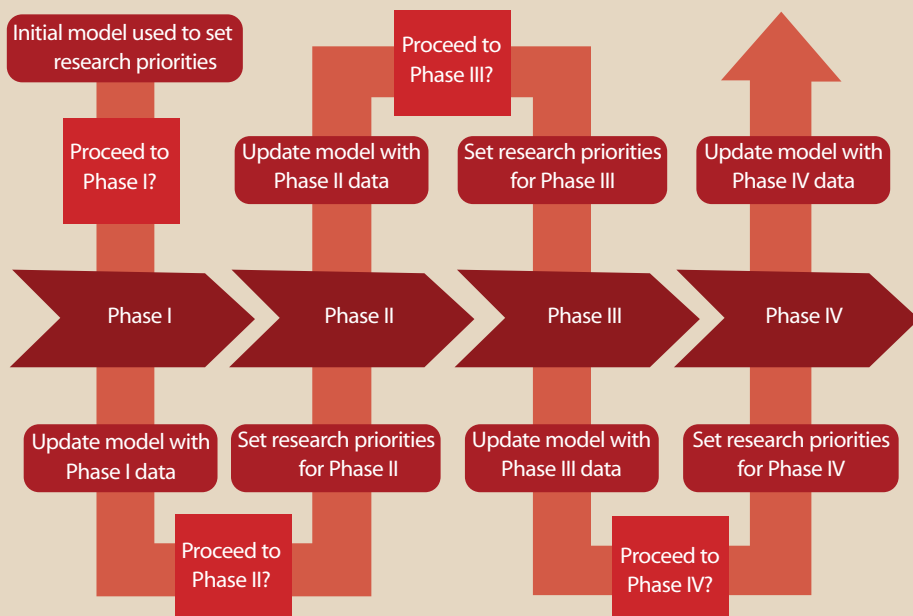 Initial model used to set
research priorities
Proceed to
Phase I?
Phase I
Update model with
Phase I data
Proceed to
Phase II?
Set research priorities
for Phase II
Phase II
Update model with
Phase II data
Proceed to
Phase III?
Set research priorities
for Phase III
Phase III
Update model with
Phase III data
Proceed to
Phase IV?
Set research priorities
for Phase IV
Phase IV
Update model with
Phase IV data